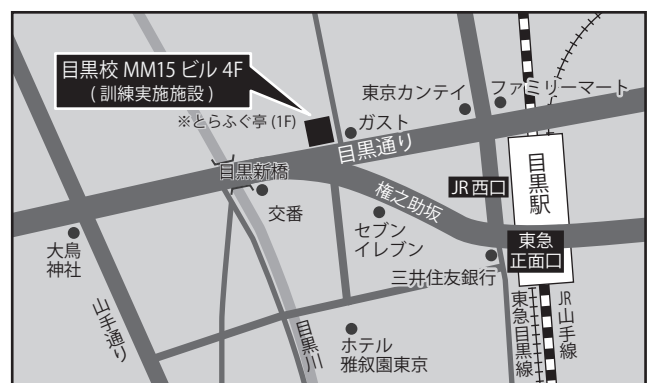 目黒校 MM15 ビル 4F
( 訓練実施施設 )
※とらふぐ亭 (1F)
東京カンテイ
ファミリーマート
ガスト
目黒通り
目黒新橋
交番
権之助坂
JR 西口
目黒駅
東急
正面口
大鳥
神社
セブン
イレブン
三井住友銀行
山手通り
目黒川
ホテル
雅叙園東京
東急目黒線
JR山手線